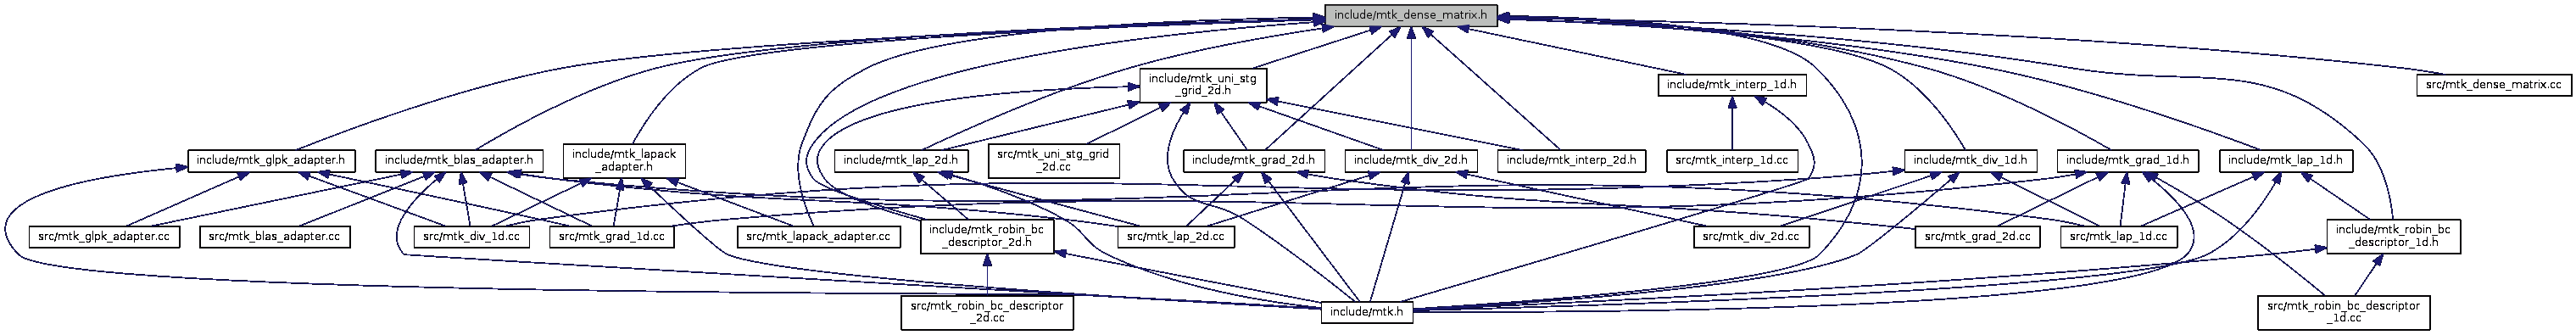 include/mtk_dense_matrix.h
include/mtk_uni_stg
_grid_2d.h
include/mtk_interp_1d.h
src/mtk_dense_matrix.cc
include/mtk_glpk_adapter.h
include/mtk_blas_adapter.h
include/mtk_lapack
_adapter.h
include/mtk_lap_2d.h
src/mtk_uni_stg_grid
_2d.cc
include/mtk_grad_2d.h
include/mtk_div_2d.h
include/mtk_interp_2d.h
src/mtk_interp_1d.cc
include/mtk_div_1d.h
include/mtk_grad_1d.h
include/mtk_lap_1d.h
src/mtk_glpk_adapter.cc
src/mtk_blas_adapter.cc
src/mtk_div_1d.cc
src/mtk_grad_1d.cc
src/mtk_lapack_adapter.cc
include/mtk_robin_bc
_descriptor_2d.h
src/mtk_lap_2d.cc
src/mtk_div_2d.cc
src/mtk_grad_2d.cc
src/mtk_lap_1d.cc
include/mtk_robin_bc
_descriptor_1d.h
src/mtk_robin_bc_descriptor
_2d.cc
include/mtk.h
src/mtk_robin_bc_descriptor
_1d.cc